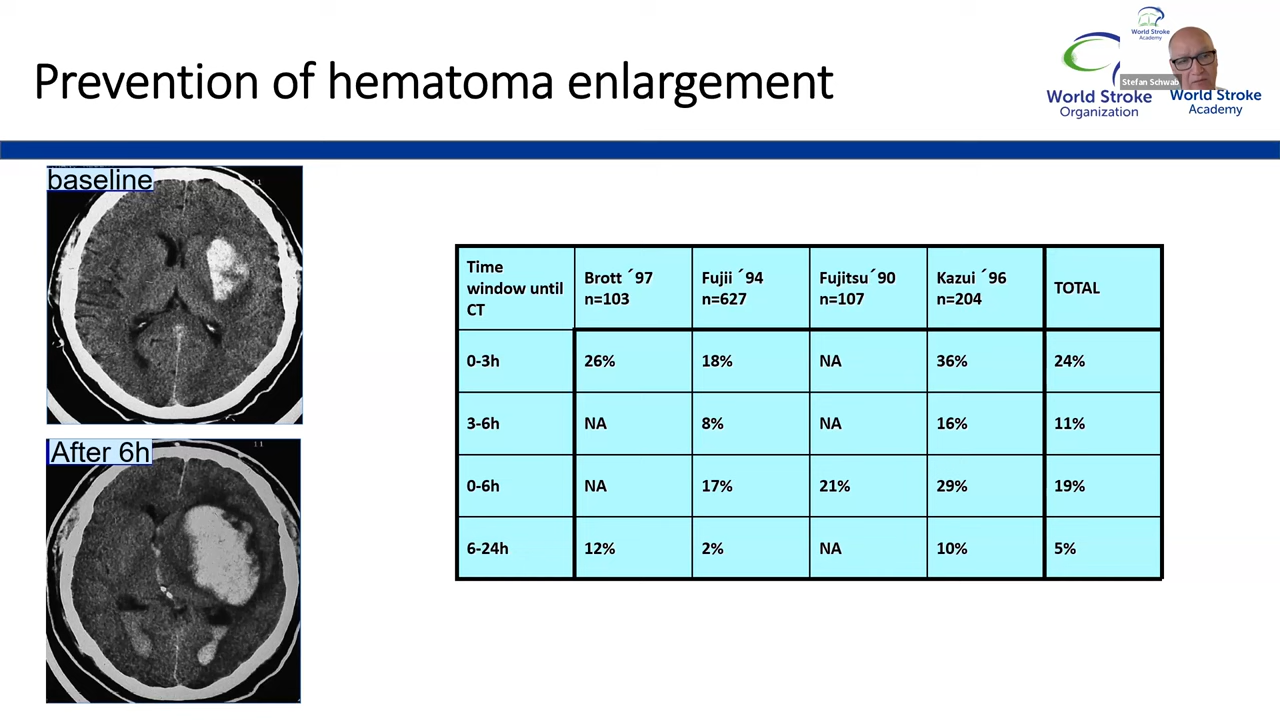 Prevention of hematoma enlargement
World Stroke
Academy
Stefan Schwab
World Stroke
Organization
World Stroke
Academy
baseline
11
After 6h
11
Time
window until
CT
Brott ´97
n=103
Fujii ´94
n=627
Fujitsu´90
n=107
Kazui ´96
n=204
TOTAL
0-3h 26% 18% NA 36% 24%
3-6h NA 8% NA 16% 11%
0-6h NA 17% 21% 29% 19%
6-24h 12% 2% NA 10% 5%